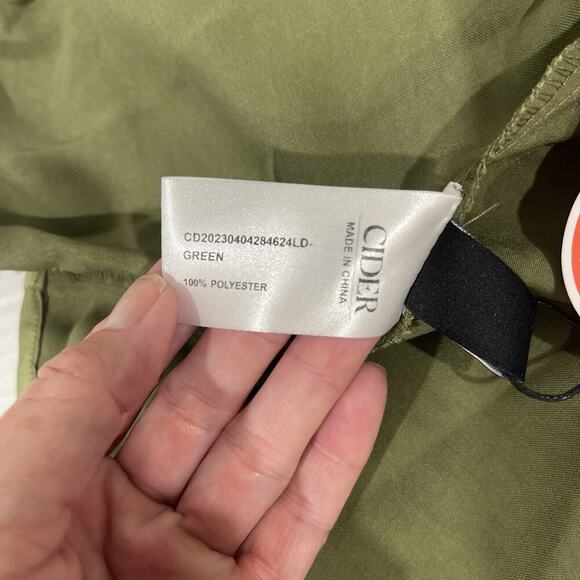 CD20230404284624LD-
GREEN
100% POLYESTER
CIDER
MADE IN CHINA